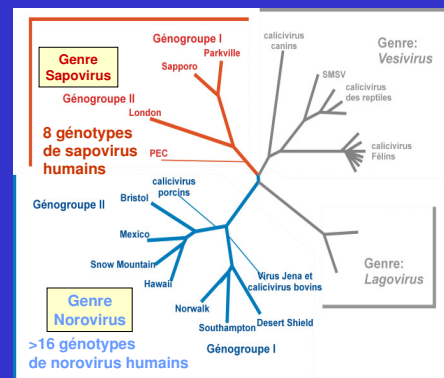 Genre
Sapovirus
Génogroupe I
Parkville
Sapporo
Génogroupe II
London
8 génotypes
de sapovirus
humains
PEC
calicivirus
canins
Genre:
Vesivirus
SMSV
calicivirus
des reptiles
calicivirus
Félins
calicivirus
porcins
Génogroupe II
Bristol
Mexico
Snow Mountain
Hawaii
Genre
Norovirus
>16 génotypes
de norovirus humains
Virus Jena et
calicivirus bovins
Norwalk
Southampton
Desert Shield
Génogroupe I
Genre:
Lagovirus